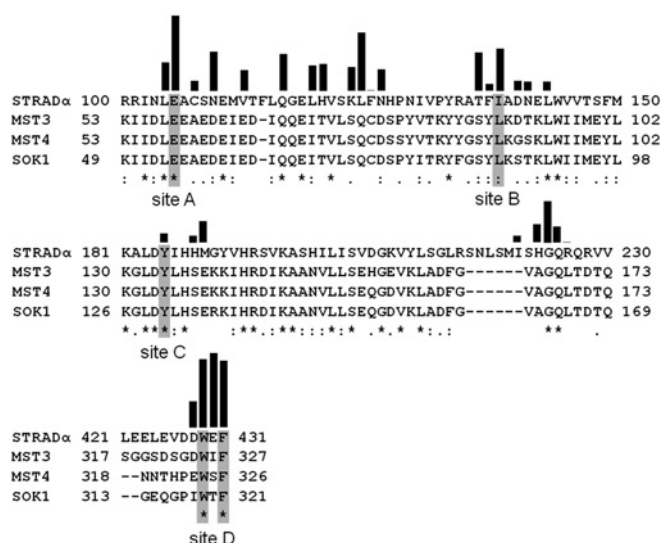 STRADα 100 RRINLEACSNEMVTFLQGELHVSKLFNHPNIVPYRATFIADNELWVVTSFM 150
MST3 53 KIIDLEEAEDEIED-IQQEITVLSQCDSPYVTKYYGSYLKDTKLWIIMEYL 102
MST4 53 KIIDLEEAEDEIED-IQQEITVLSQCDSSYVTKYYGSYLKGSKLWIIMEYL 102
SOK1 49 KIIDLEEAEDEIED-IQQEITVLSQCDSPYITRYFGSYLKSTKLWIIMEYL 98
site A site B
STRADα 181 KALDYIHHMGYVHRSVKASHILISVDGKVYLSGLRSNLSMISHGQRQRVV 230
MST3 130 KGLDYLHSEKKIHRDIKAANVLLSEHGEVKLADFG------VAGQLTDTQ 173
MST4 130 KGLDYLHSEKKIHRDIKAANVLLSEQGDVKLADFG------VAGQLTDTQ 173
SOK1 126 KGLDYLHSERKIHRDIKAANVLLSEQGDVKLADFG------VAGQLTDTQ 169
site C
STRADα 421 LEELEVDDWEF 431
MST3 317 SGGSDSGDWIF 327
MST4 318 --NNTHPEWSF 326
SOK1 313 --GEQGPIWTF 321
* *
site D